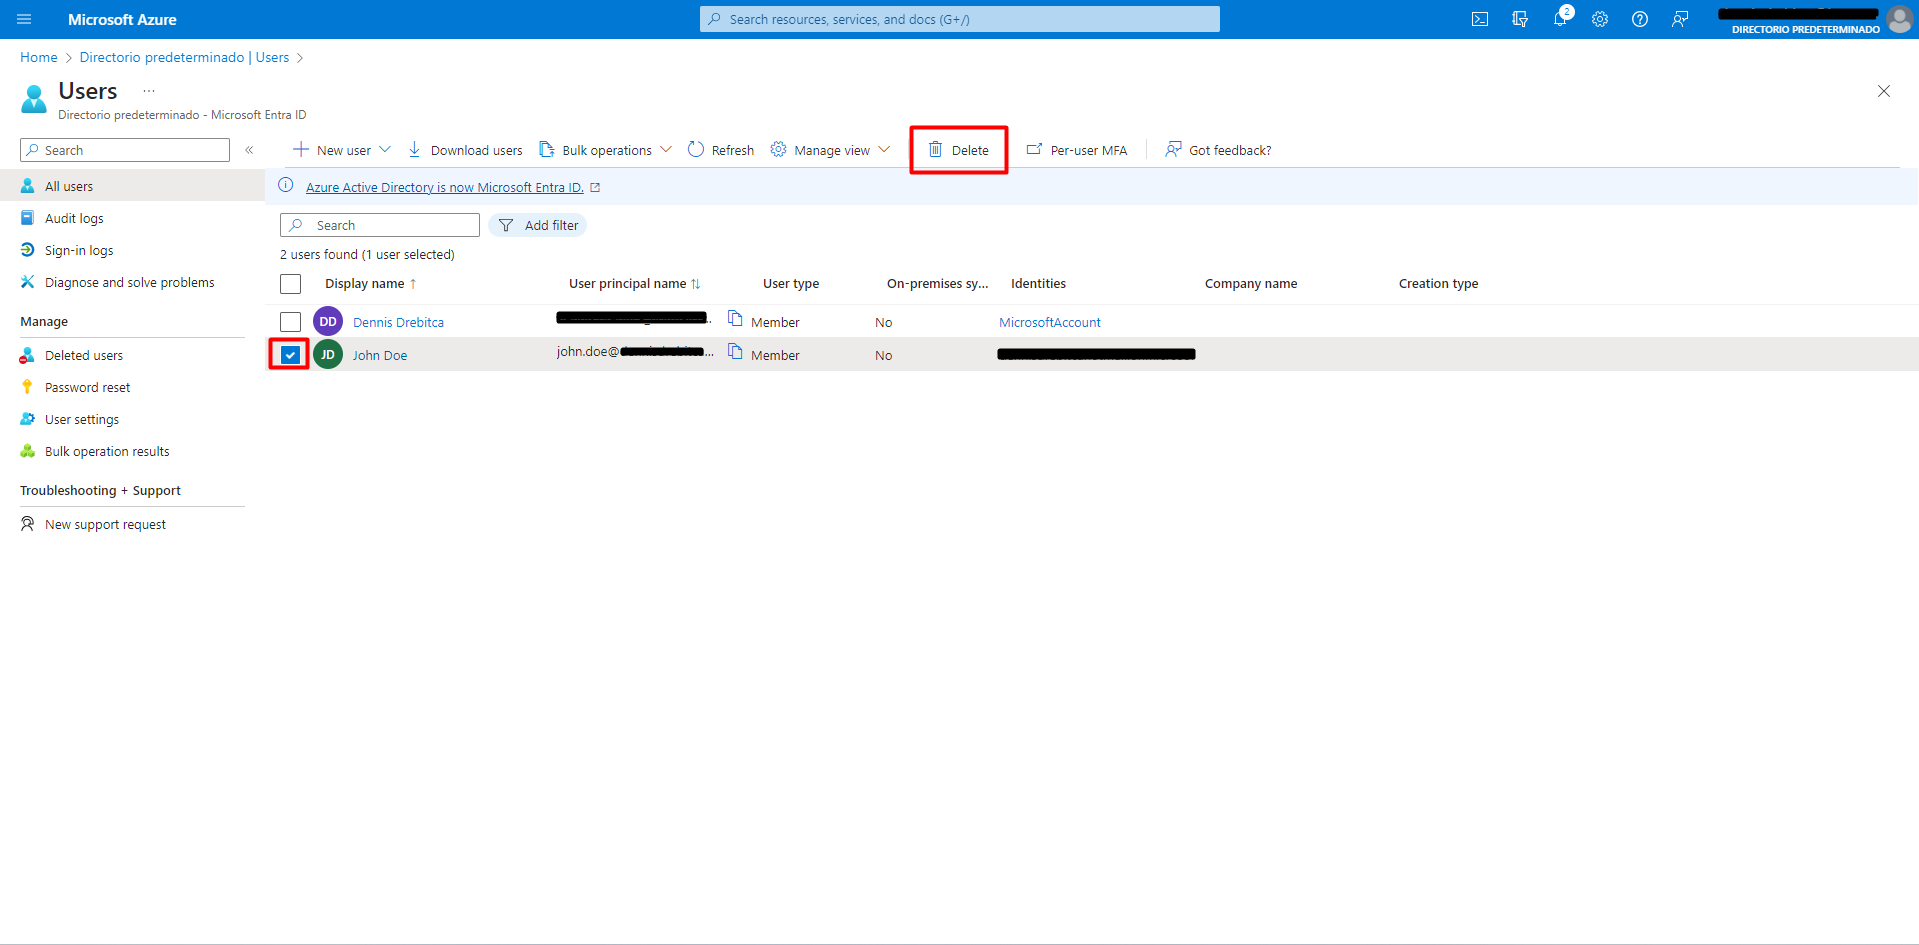 Microsoft Azure
Search resources, services, and docs (G+/)
2
DIRECTORIO PREDETERMINADO
Home > Directorio predeterminado | Users >
Users ...
Directorio predeterminado - Microsoft Entra ID
Search
«
New user
Download users
Bulk operations
Refresh
Manage view
Delete
Per-user MFA
Got feedback?
All users
Audit logs
Sign-in logs
Diagnose and solve problems
Manage
Deleted users
Password reset
User settings
Bulk operation results
Troubleshooting + Support
New support request
Azure Active Directory is now Microsoft Entra ID.
Search
Add filter
2 users found (1 user selected)
Display name ↑ User principal name ↑↓ User type On-premises sy... Identities Company name Creation type
DD Dennis Drebitca ... Member No MicrosoftAccount
JD John Doe john.doe@ ... Member No